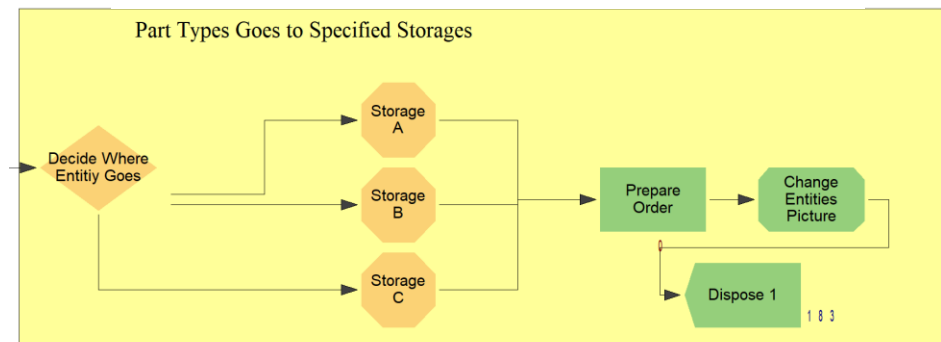 Part Types Goes to Specified Storages
Decide Where
Entitiy Goes
Storage
A
Storage
B
Storage
C
Prepare
Order
0
Change
Entities
Picture
Dispose 1
1 8 3